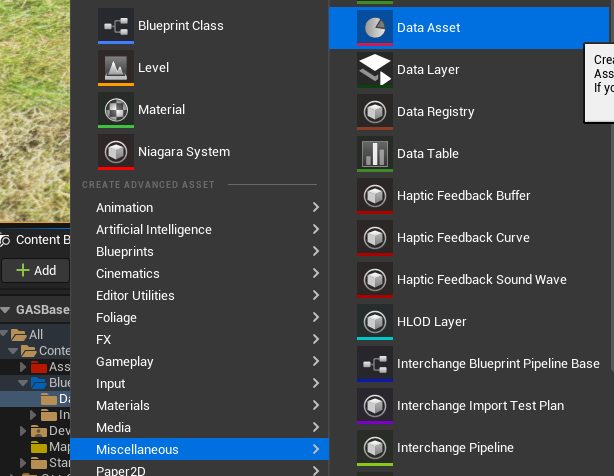 Blueprint Class
Level
Material
Niagara System
CREATE ADVANCED ASSET
Animation
Artificial Intelligence
Blueprints
Cinematics
Editor Utilities
Foliage
FX
Gameplay
Input
Materials
Media
Miscellaneous
Paper2D
Data Asset
Data Layer
Data Registry
Data Table
Haptic Feedback Buffer
Haptic Feedback Curve
Haptic Feedback Sound Wave
HLOD Layer
Interchange Blueprint Pipeline Base
Interchange Import Test Plan
Interchange Pipeline
Crea
Ass
If yo
Content B
Add
GASBase
All
Conte
Ass
Blue
Da
In
Dev
Map
Star